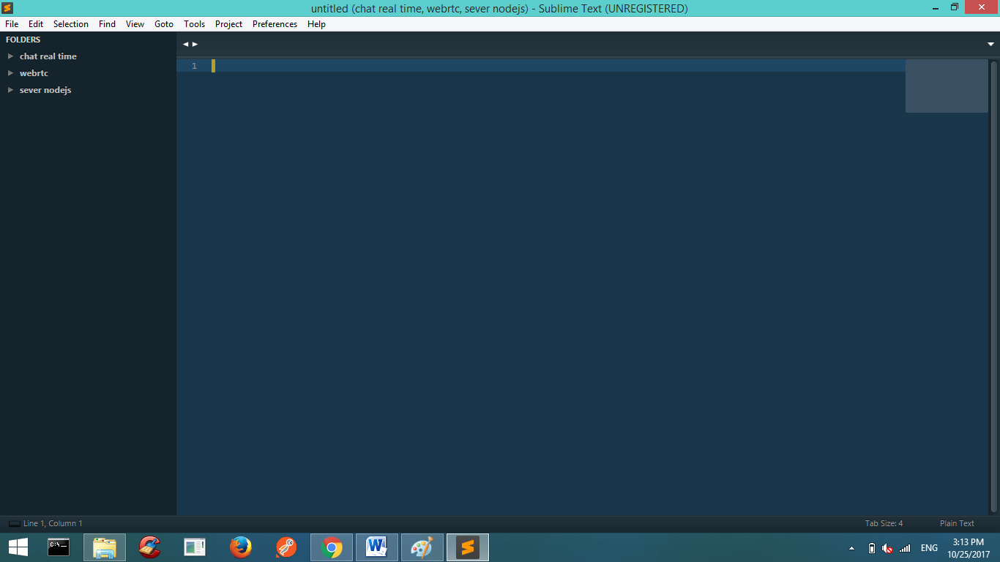 untitled (chat real time, webrtc, sever nodejs) - Sublime Text (UNREGISTERED)
File Edit Selection Find View Goto Tools Project Preferences Help
FOLDERS
chat real time
webrtc
sever nodejs
1
Line 1, Column 1
Tab Size: 4
Plain Text
C:\_
W
ENG
3:13 PM
10/25/2017